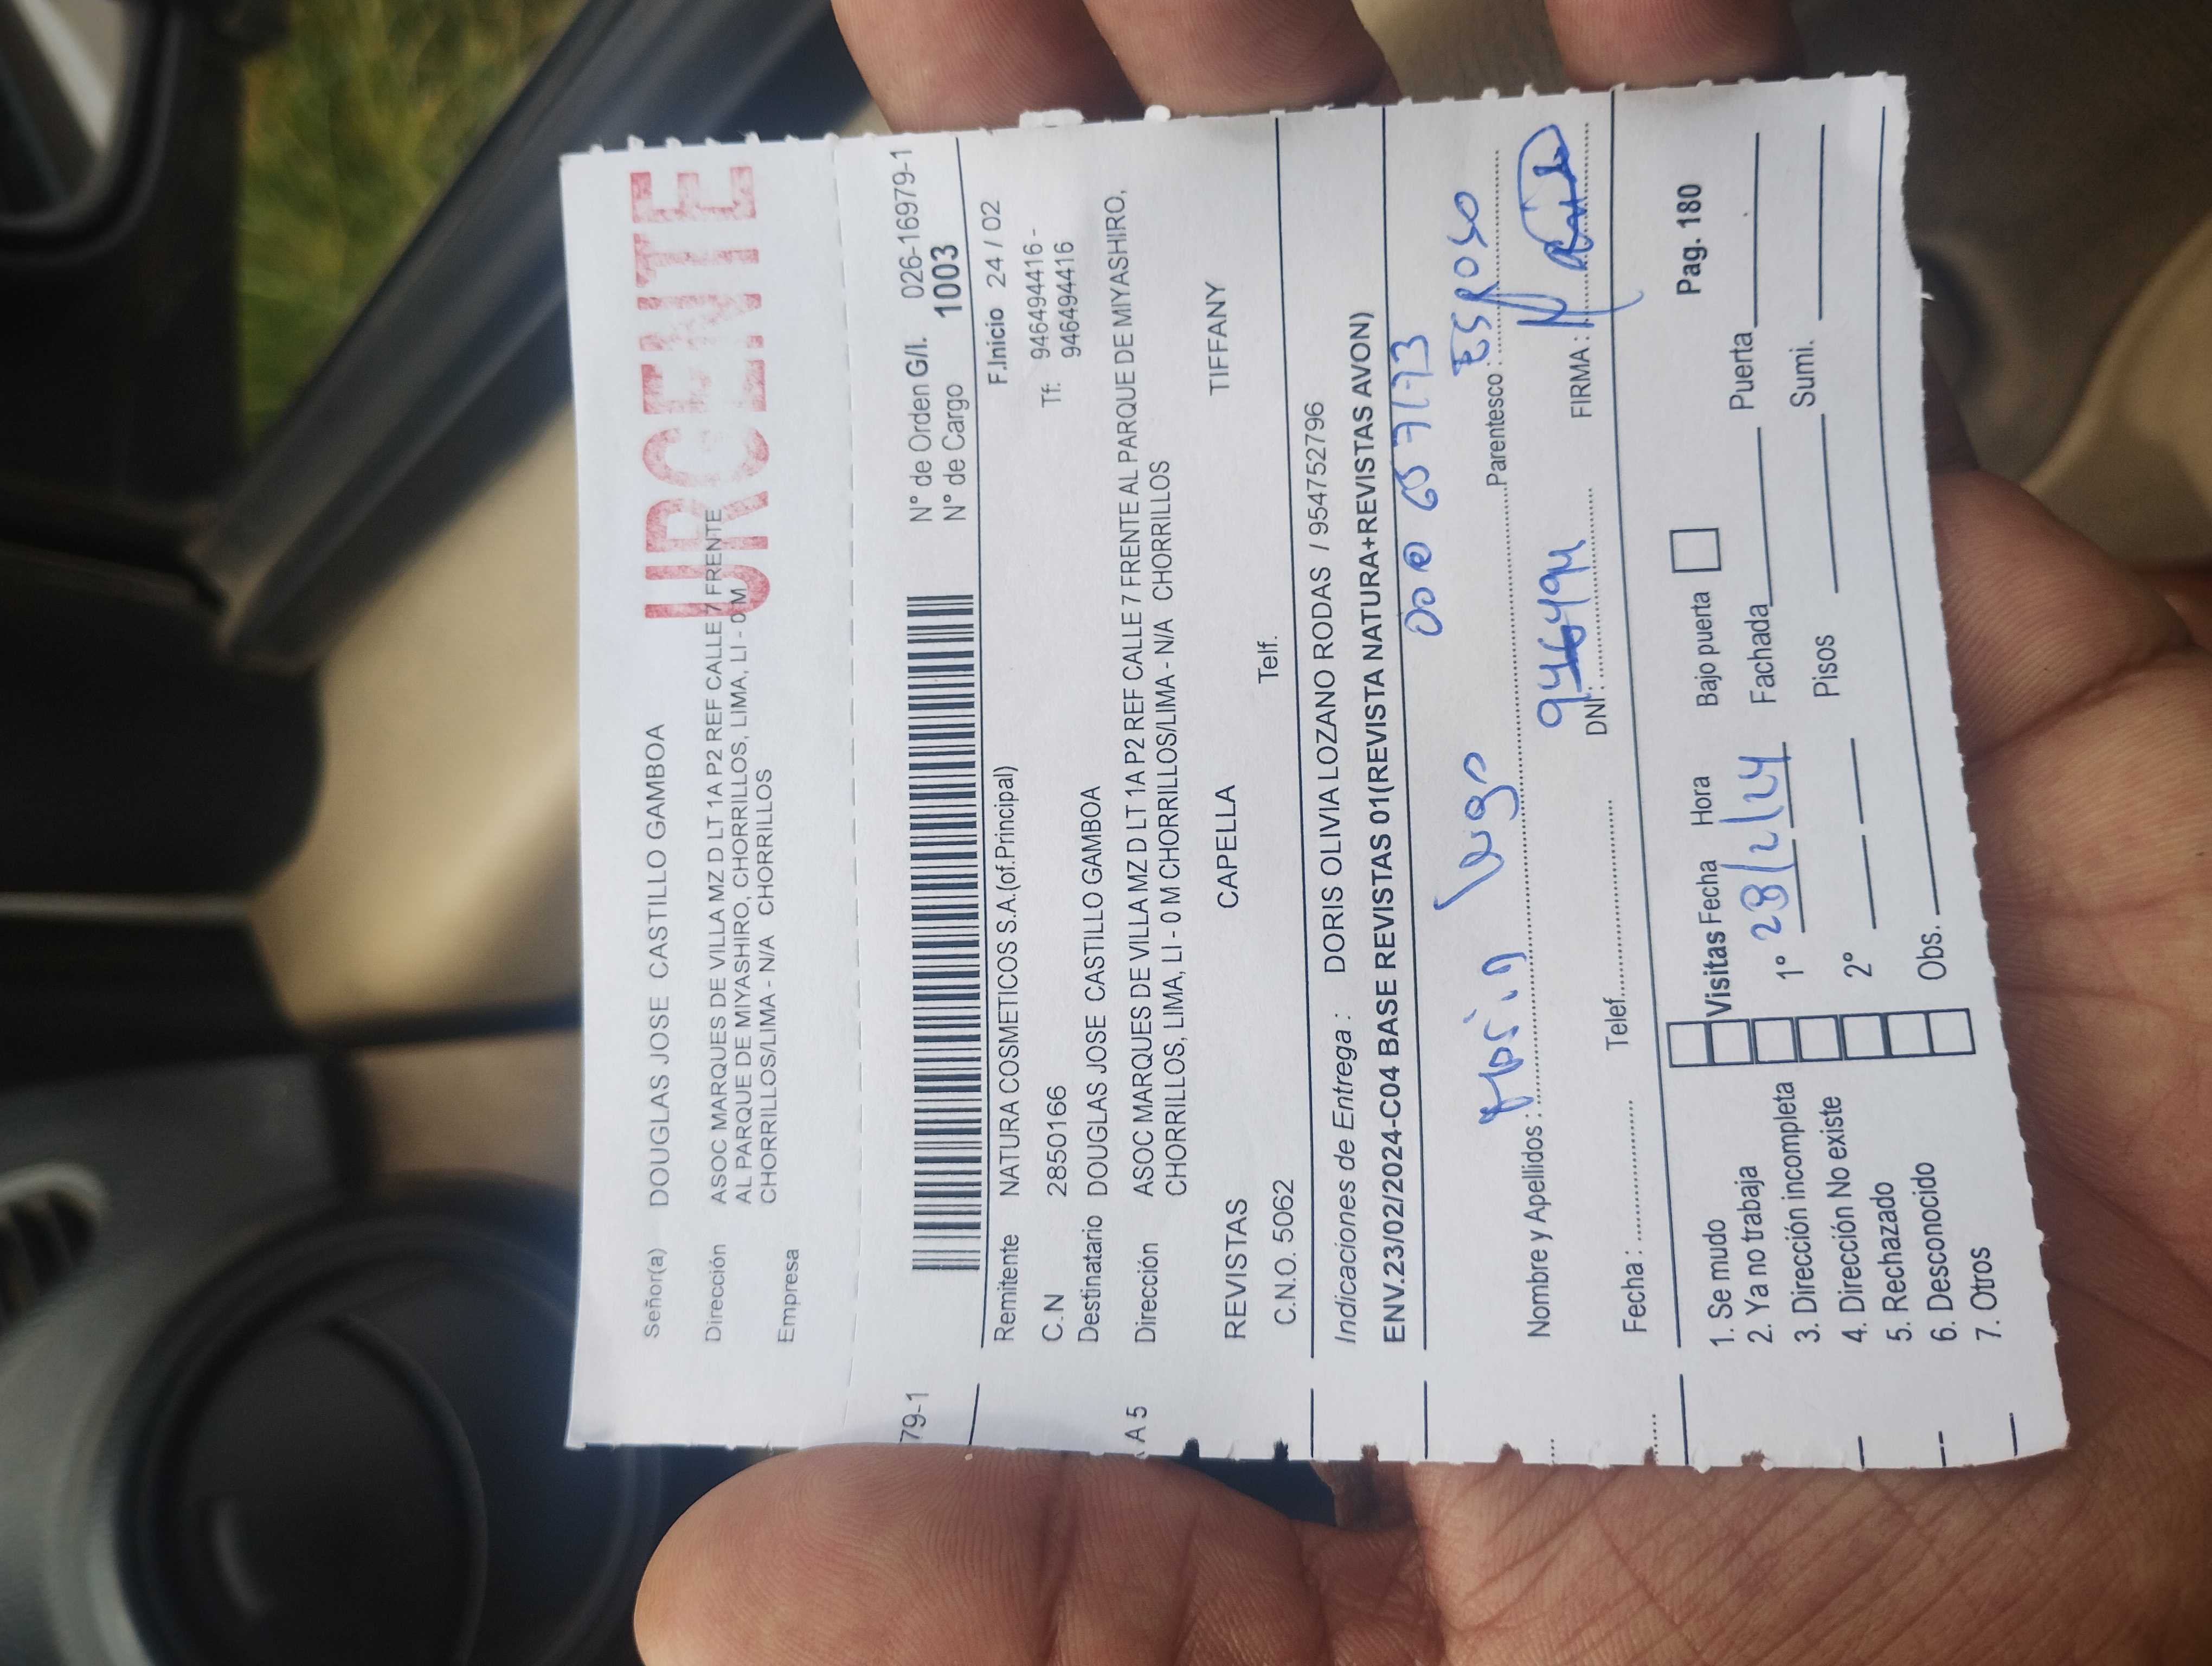 URGENTE
Señor(a) DOUGLAS JOSE CASTILLO GAMBOA
Dirección ASOC MARQUES DE VILLA MZ D LT 1A P2 REF CALLE 7 FRENTE
AL PARQUE DE MIYASHIRO, CHORRILLOS, LIMA, LI - 0 M
CHORRILLOS/LIMA - N/A CHORRILLOS
Empresa
79-1
N° de Orden G/I. 026-16979-1
N° de Cargo 1003
Remitente NATURA COSMETICOS S.A.(of.Principal) F.Inicio 24 / 02
C.N 2850166 Tf. 946494416 -
946494416
Destinatario DOUGLAS JOSE CASTILLO GAMBOA
A 5
Dirección ASOC MARQUES DE VILLA MZ D LT 1A P2 REF CALLE 7 FRENTE AL PARQUE DE MIYASHIRO,
CHORRILLOS, LIMA, LI - 0 M CHORRILLOS/LIMA - N/A CHORRILLOS
REVISTAS CAPELLA TIFFANY
C.N.O. 5062 Telf.
Indicaciones de Entrega : DORIS OLIVIA LOZANO RODAS / 954752796
ENV.23/02/2024-C04 BASE REVISTAS 01(REVISTA NATURA+REVISTAS AVON)
Nombre y Apellidos : Parentesco : ESPOSO
DNI: FIRMA :
Fecha : Telef.
1. Se mudo
2. Ya no trabaja
3. Dirección incompleta
4. Dirección No existe
5. Rechazado
6. Desconocido
7. Otros
Visitas Fecha Hora Bajo puerta Pag. 180
1° 28/2/24 Fachada Puerta
2° Pisos Sumi.
Obs.